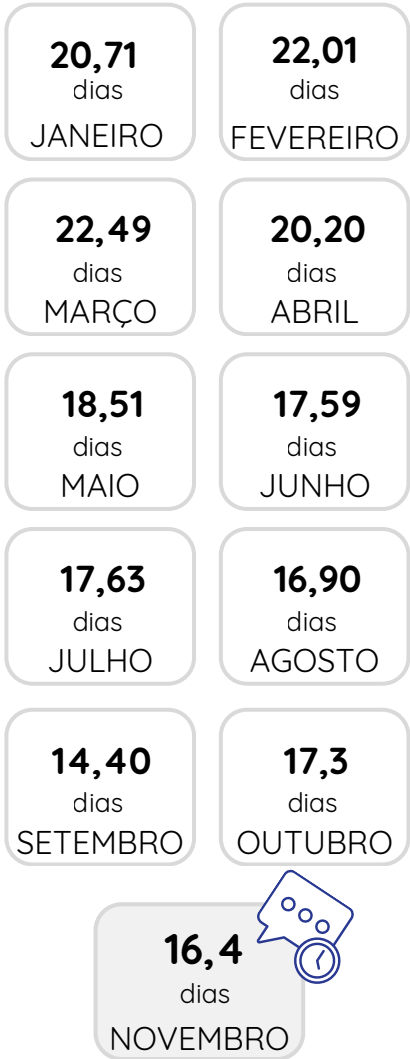 20,71
dias
JANEIRO
22,01
dias
FEVEREIRO
22,49
dias
MARÇO
20,20
dias
ABRIL
18,51
dias
MAIO
17,59
dias
JUNHO
17,63
dias
JULHO
16,90
dias
AGOSTO
14,40
dias
SETEMBRO
17,3
dias
OUTUBRO
16,4
dias
NOVEMBRO